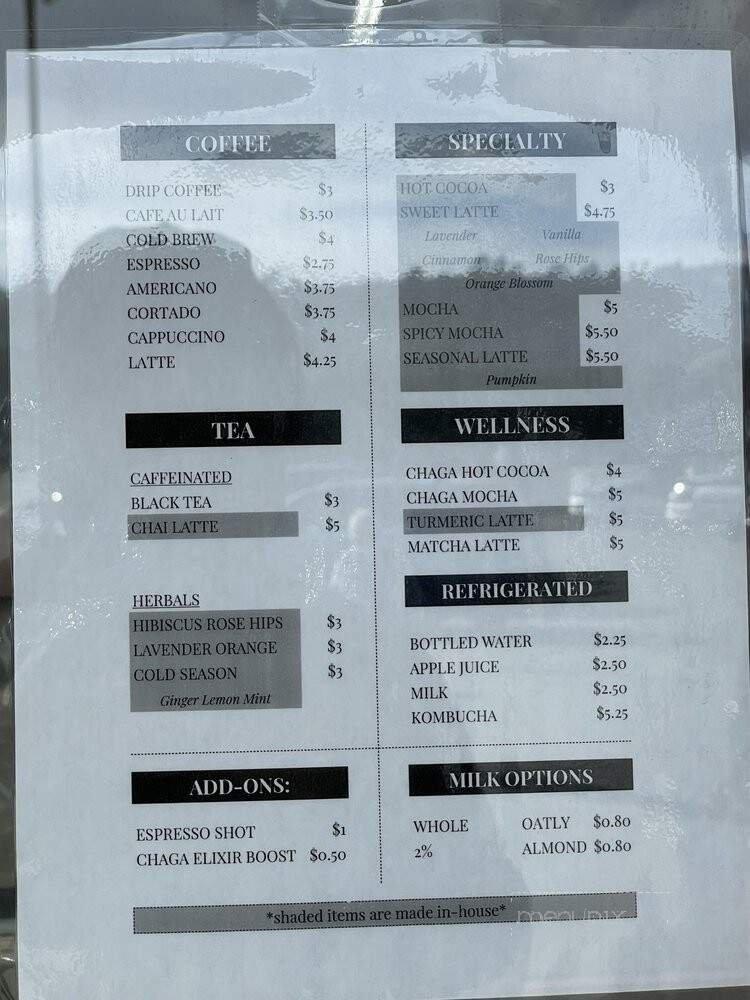 COFFEE
DRIP COFFEE $3
CAFE AU LAIT $3.50
COLD BREW $4
ESPRESSO $2.75
AMERICANO $3.75
CORTADO $3.75
CAPPUCCINO $4
LATTE $4.25
TEA
CAFFEINATED
BLACK TEA $3
CHAI LATTE $5
HERBALS
HIBISCUS ROSE HIPS $3
LAVENDER ORANGE $3
COLD SEASON $3
Ginger Lemon Mint
SPECIALTY
HOT COCOA $3
SWEET LATTE $4.75
Lavender Vanilla
Cinnamon Rose Hips
Orange Blossom
MOCHA $5
SPICY MOCHA $5.50
SEASONAL LATTE $5.50
Pumpkin
WELLNESS
CHAGA HOT COCOA $4
CHAGA MOCHA $5
TURMERIC LATTE $5
MATCHA LATTE $5
REFRIGERATED
BOTTLED WATER $2.25
APPLE JUICE $2.50
MILK $2.50
KOMBUCHA $5.25
ADD-ONS:
ESPRESSO SHOT $1
CHAGA ELIXIR BOOST $0.50
MILK OPTIONS
WHOLE OATLY $0.80
2% ALMOND $0.80
*shaded items are made in-house*
menupix